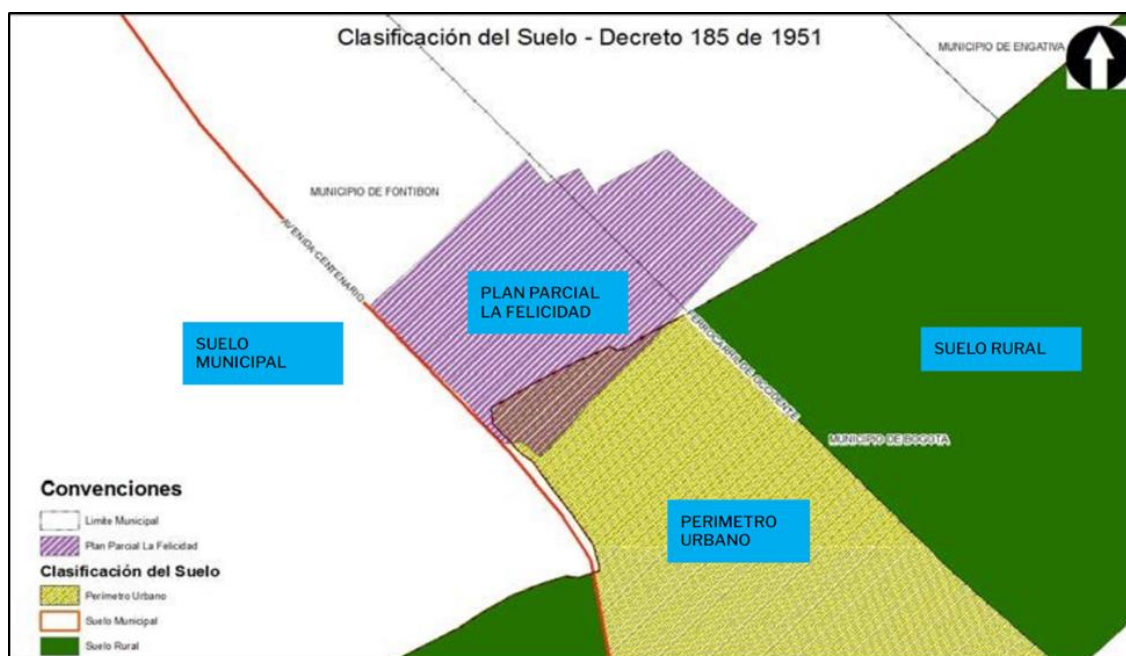 Clasificación del Suelo - Decreto 185 de 1951
MUNICIPIO DE ENGATIVA
MUNICIPIO DE FONTIBON
AVENIDA CENTENARIO
PLAN PARCIAL
LA FELICIDAD
SUELO
MUNICIPAL
FERROCARRIL DE OCCIDENTE
SUELO RURAL
MUNICIPIO DE BOGOTA
PERIMETRO
URBANO
Convenciones
Limite Municipal
Plan Parcial La Felicidad
Clasificación del Suelo
Perímetro Urbano
Suelo Municipal
Suelo Rural